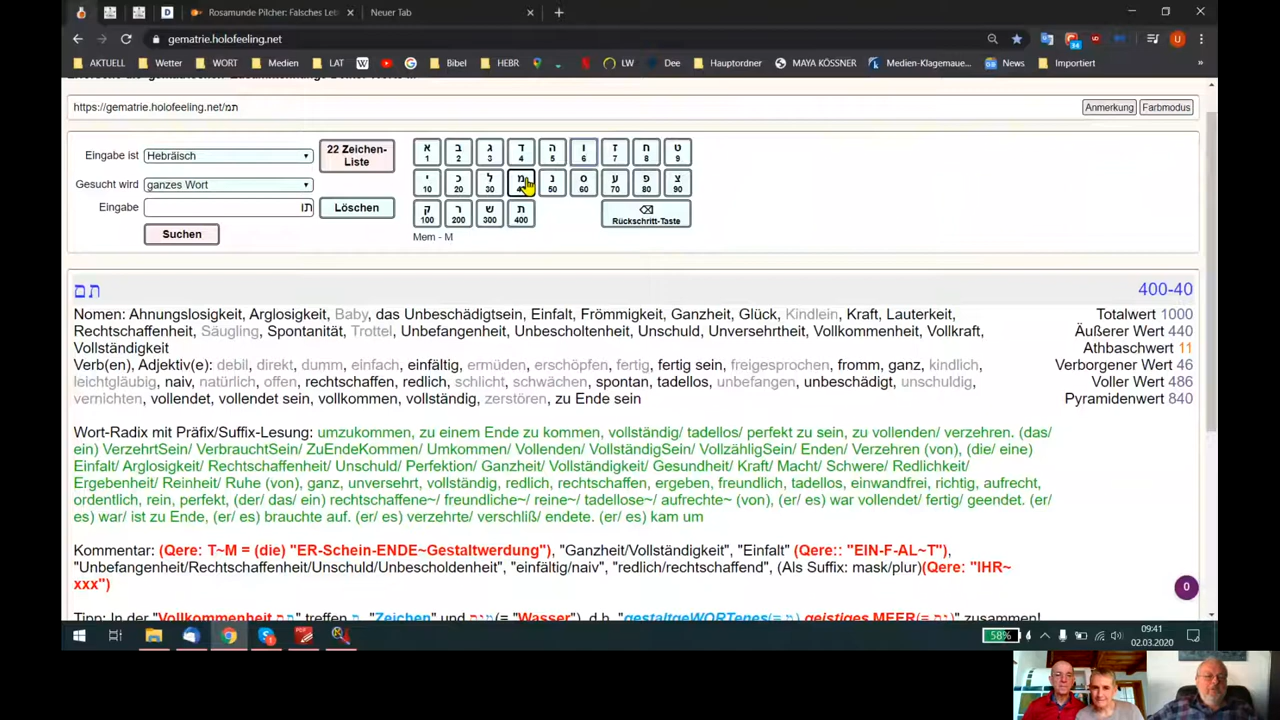 Rosamunde Pilcher: Falsches Let
Neuer Tab
gematrie.holofeeling.net
AKTUELL
Wetter
WORT
Medien
LAT
Bibel
HEBR
LW
Dee
Hauptordner
MAYA KÖSSNER
Medien-Klagemaue...
News
Importiert
https://gematrie.holofeeling.net/תמ
Anmerkung
Farbmodus
Eingabe ist Hebräisch
22 Zeichen-
Liste
Gesucht wird ganzes Wort
Eingabe תו
Löschen
Suchen
א ב ג ד ה ו ז ח ט
1 2 3 4 5 6 7 8 9
י כ ל מ נ ס ע פ צ
10 20 30 4 50 60 70 80 90
ק ר ש ת
100 200 300 400 Rückschritt-Taste
Mem - M
תם 400-40
Nomen: Ahnungslosigkeit, Arglosigkeit, Baby, das Unbeschädigtsein, Einfalt, Frömmigkeit, Ganzheit, Glück, Kindlein, Kraft, Lauterkeit,
Rechtschaffenheit, Säugling, Spontanität, Trottel, Unbefangenheit, Unbescholtenheit, Unschuld, Unversehrtheit, Vollkommenheit, Vollkraft,
Vollständigkeit
Verb(en), Adjektiv(e): debil, direkt, dumm, einfach, einfältig, ermüden, erschöpfen, fertig, fertig sein, freigesprochen, fromm, ganz, kindlich,
leichtgläubig, naiv, natürlich, offen, rechtschaffen, redlich, schlicht, schwächen, spontan, tadellos, unbefangen, unbeschädigt, unschuldig,
vernichten, vollendet, vollendet sein, vollkommen, vollständig, zerstören, zu Ende sein
Totalwert 1000
Äußerer Wert 440
Athbaschwert 11
Verborgener Wert 46
Voller Wert 486
Pyramidenwert 840
Wort-Radix mit Präfix/Suffix-Lesung: umzukommen, zu einem Ende zu kommen, vollständig/ tadellos/ perfekt zu sein, zu vollenden/ verzehren. (das/
ein) VerzehrtSein/ VerbrauchtSein/ ZuEndeKommen/ Umkommen/ Vollenden/ VollständigSein/ VollzähligSein/ Enden/ Verzehren (von), (die/ eine)
Einfalt/ Arglosigkeit/ Rechtschaffenheit/ Unschuld/ Perfektion/ Ganzheit/ Vollständigkeit/ Gesundheit/ Kraft/ Macht/ Schwere/ Redlichkeit/
Ergebenheit/ Reinheit/ Ruhe (von), ganz, unversehrt, vollständig, redlich, rechtschaffen, ergeben, freundlich, tadellos, einwandfrei, richtig, aufrecht,
ordentlich, rein, perfekt, (der/ das/ ein) rechtschaffene~/ freundliche~/ reine~/ tadellose~/ aufrechte~ (von), (er/ es) war vollendet/ fertig/ geendet. (er/
es) war/ ist zu Ende, (er/ es) brauchte auf. (er/ es) verzehrte/ verschliß/ endete. (er/ es) kam um
Kommentar: (Qere: T~M = (die) "ER-Schein-ENDE~Gestaltwerdung"), "Ganzheit/Vollständigkeit", "Einfalt" (Qere:: "EIN-F-AL~T"),
"Unbefangenheit/Rechtschaffenheit/Unschuld/Unbescholdenheit", "einfältig/naiv", "redlich/rechtschaffend", (Als Suffix: mask/plur)(Qere: "IHR~
xxx")
0
58%
09:41
02.03.2020